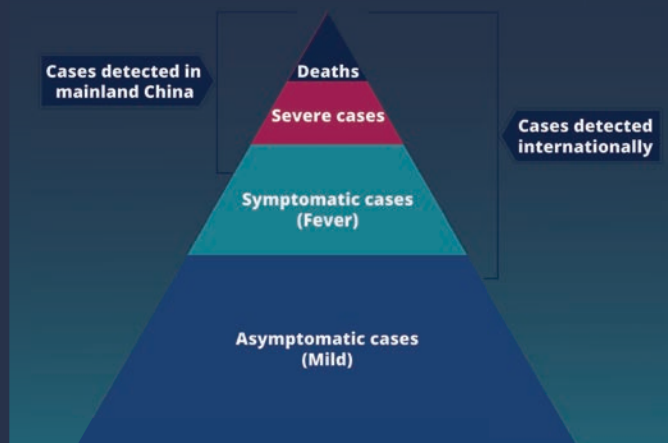 Cases detected in
mainland China
Deaths
Severe cases
Cases detected
internationally
Symptomatic cases
(Fever)
Asymptomatic cases
(Mild)